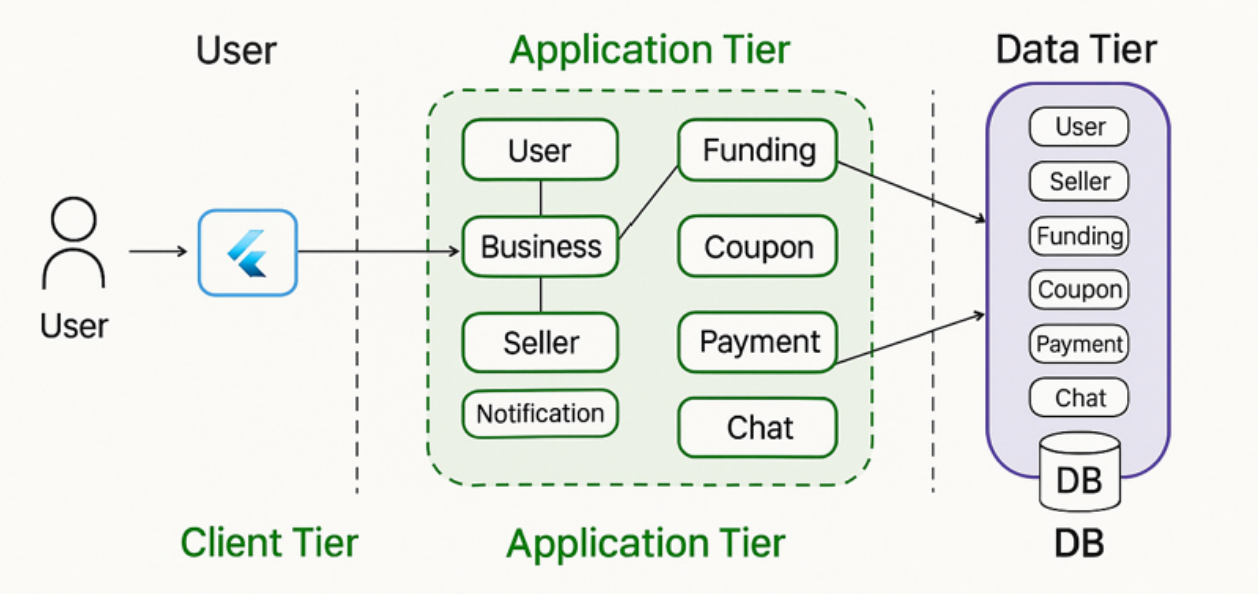 User
Application Tier
Data Tier
User
User
Business
Seller
Notification
Funding
Coupon
Payment
Chat
User
Seller
Funding
Coupon
Payment
Chat
DB
Client Tier
Application Tier
DB